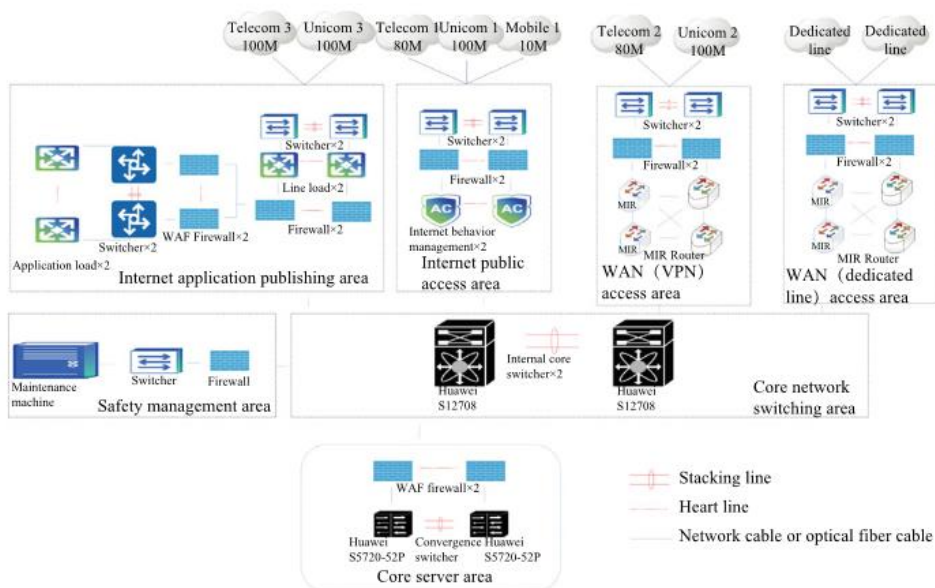 Telecom 3
100M
Unicom 3
100M
Telecom 1
80M
Unicom 1
100M
Mobile 1
10M
Telecom 2
80M
Unicom 2
100M
Dedicated
line
Dedicated
line
Switcher×2
Line load×2
Firewall×2
WAF Firewall×2
Switcher×2
Application load×2
Internet application publishing area
Switcher×2
Firewall×2
AC
AC
Internet behavior
management×2
Internet public
access area
Switcher×2
Firewall×2
MIR
MIR
MIR Router
WAN（VPN）
access area
Switcher×2
Firewall×2
MIR
MIR
MIR Router
WAN（dedicated
line）access area
Maintenance
machine
Switcher
Firewall
Safety management area
Internal core
switcher×2
Huawei
S12708
Huawei
S12708
Core network
switching area
WAF firewall×2
Huawei
S5720-52P
Convergence
switcher
Huawei
S5720-52P
Core server area
Stacking line
Heart line
Network cable or optical fiber cable